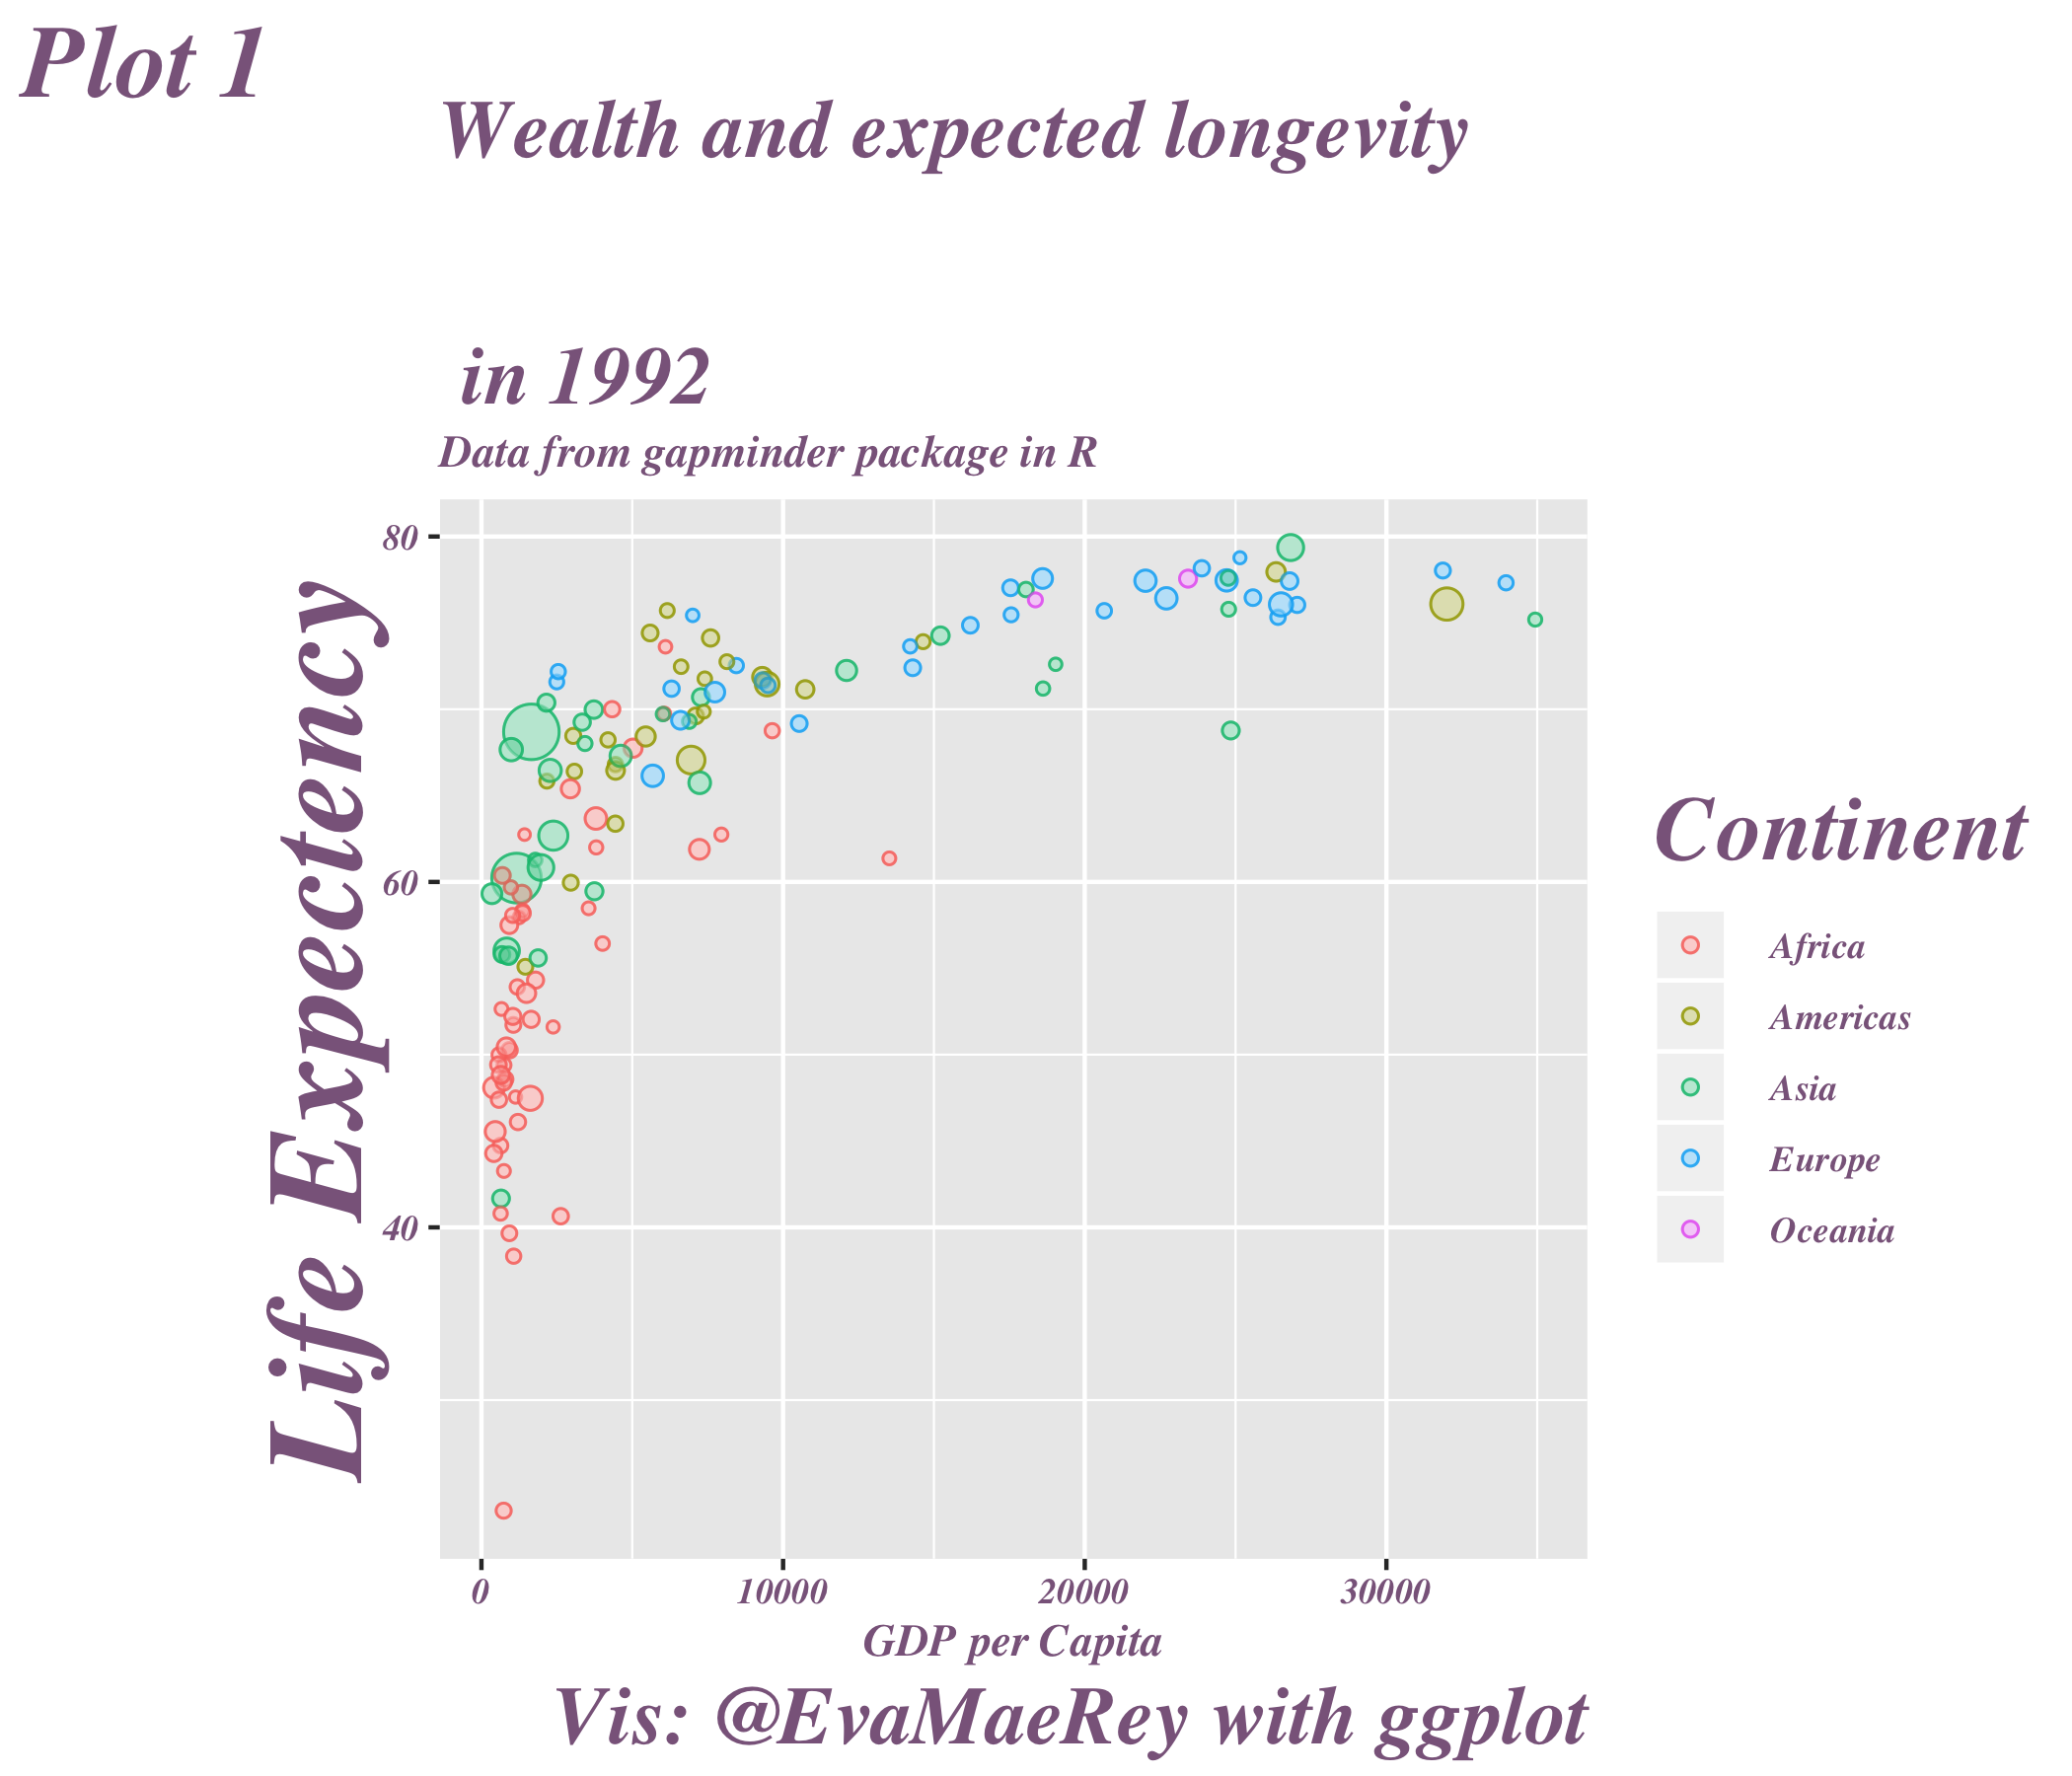 Plot 1
Wealth and expected longevity
in 1992
Data from gapminder package in R
Life Expectency
80
60
40
0 10000 20000 30000
GDP per Capita
Vis: @EvaMaeRey with ggplot
Continent
Africa
Americas
Asia
Europe
Oceania